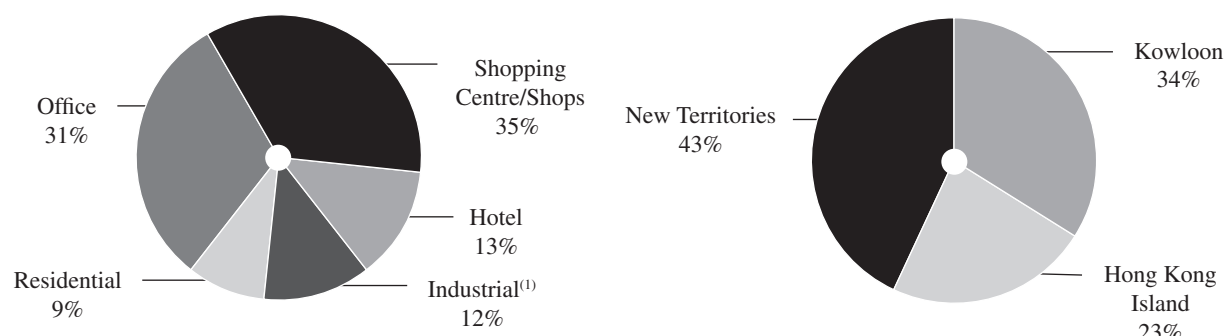 Shopping
Centre/Shops
35%
Office
31%
Hotel
13%
Residential
9%
Industrial(1)
12%
Kowloon
34%
New Territories
43%
Hong Kong
Island
23%